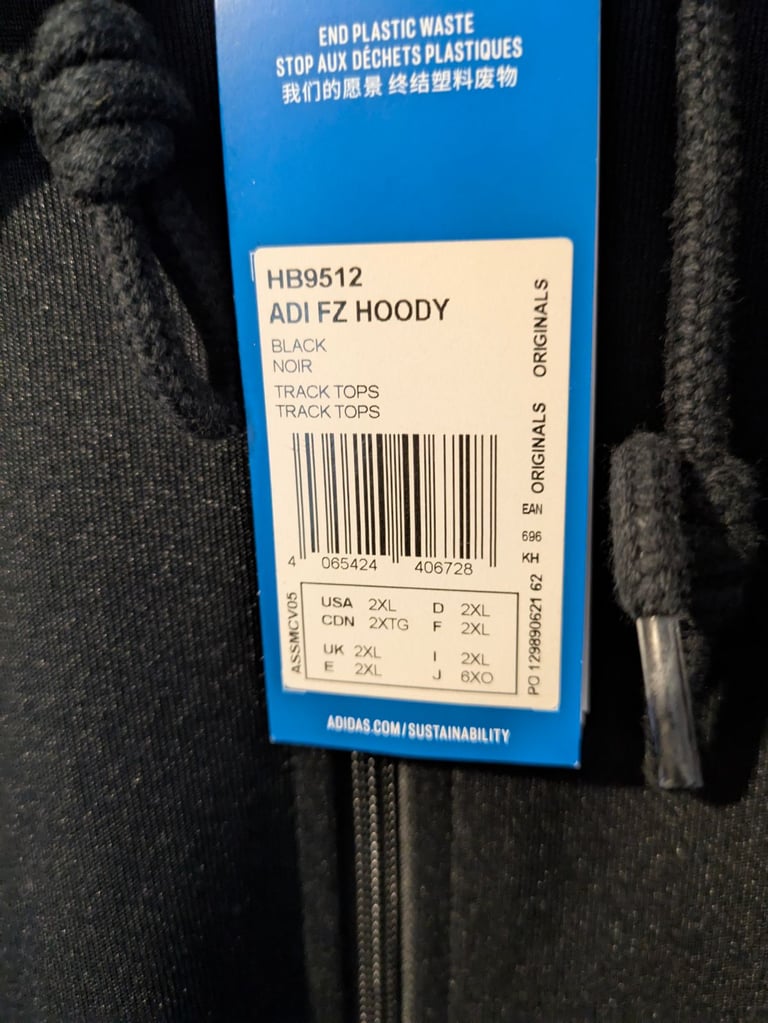 END PLASTIC WASTE
STOP AUX DÉCHETS PLASTIQUES
我们的愿景 终结塑料废物
HB9512
ADI FZ HOODY
BLACK
NOIR
TRACK TOPS
TRACK TOPS
ORIGINALS ORIGINALS
EAN
696
KH
PO 129890621 62
4 065424 406728
ASSMCV05
USA 2XL D 2XL
CDN 2XTG F 2XL
UK 2XL I 2XL
E 2XL J 6XO
ADIDAS.COM/SUSTAINABILITY